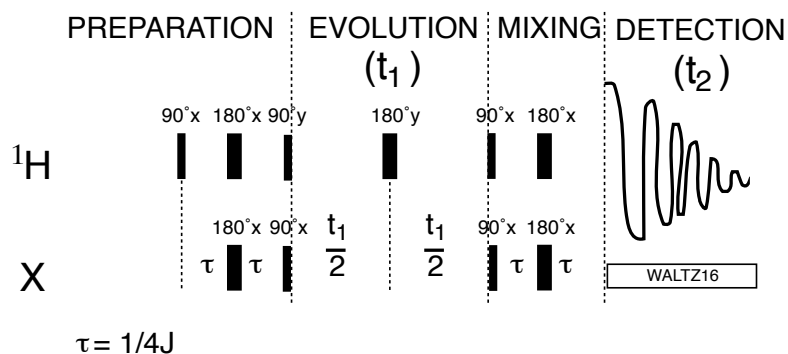 PREPARATION EVOLUTION MIXING DETECTION
(t₁) (t₂)
90°x 180°x 90°y 180°y 90°x 180°x
¹H
180°x 90°x t₁/2 t₁/2 90°x 180°x
X τ τ τ τ WALTZ16
τ = 1/4J